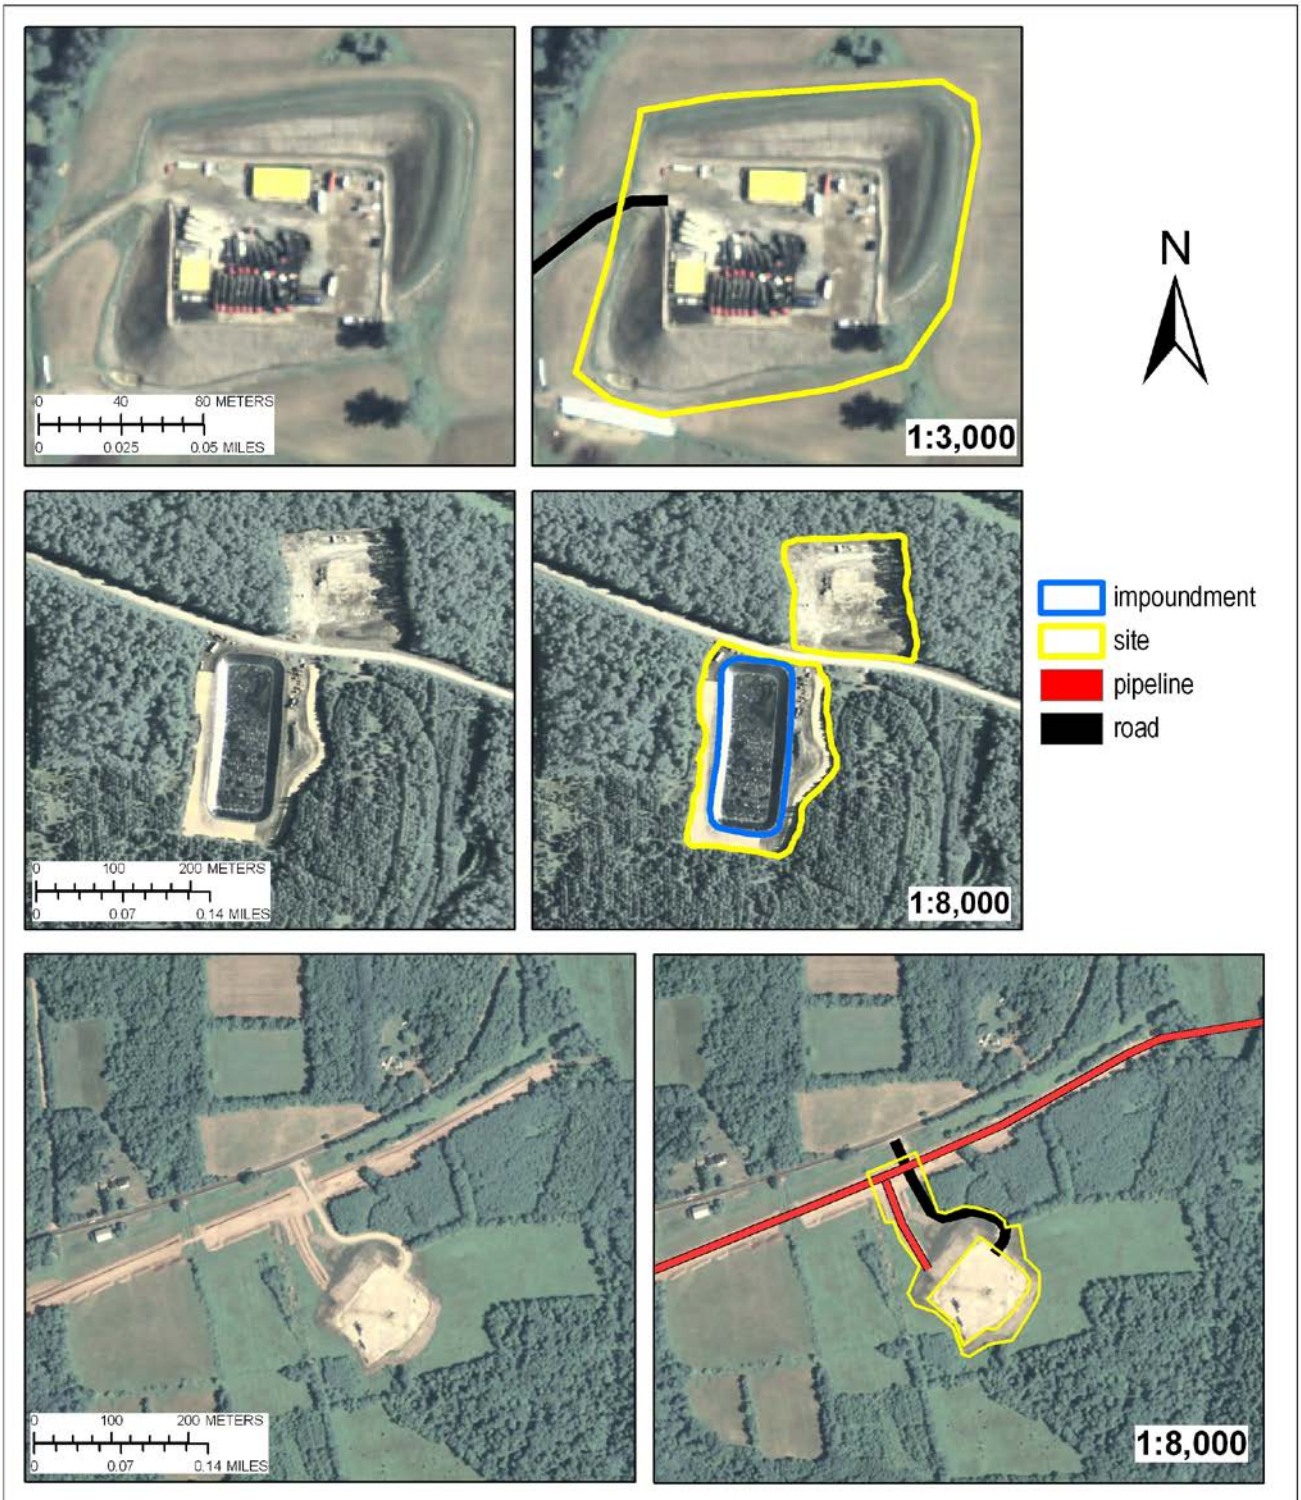 N
0 40 80 METERS
0 0.025 0.05 MILES
1:3,000
impoundment
site
pipeline
road
0 100 200 METERS
0 0.07 0.14 MILES
1:8,000
0 100 200 METERS
0 0.07 0.14 MILES
1:8,000